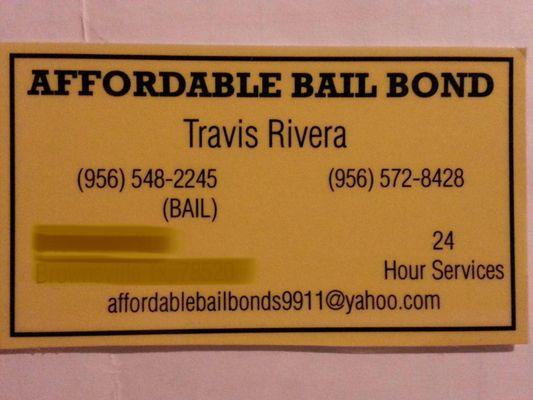 AFFORDABLE BAIL BOND
Travis Rivera
(956) 548-2245 (956) 572-8428
(BAIL)
24
Hour Services
affordablebailbonds9911@yahoo.com